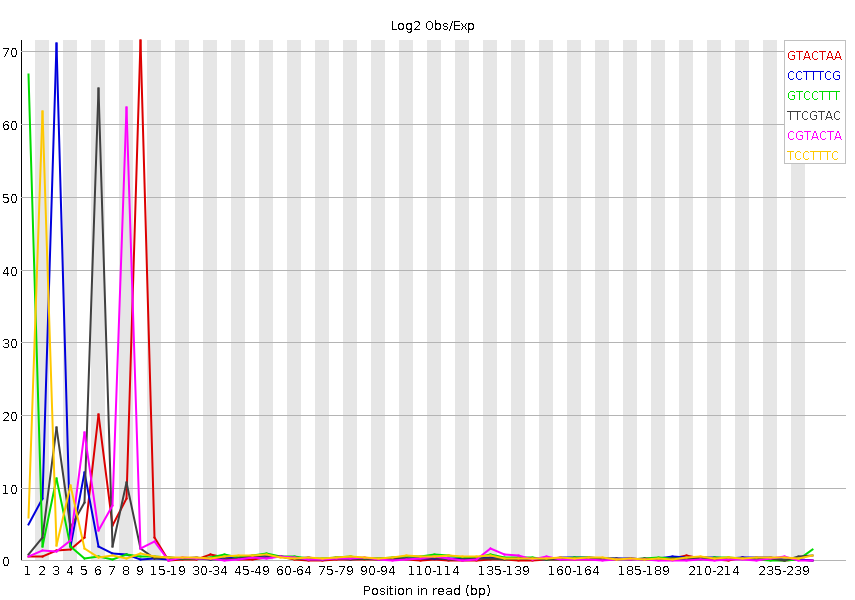 Log2 Obs/Exp
70
60
50
40
30
20
10
0
GTACTAA
CCTTTCG
GTCCTTT
TTCGTAC
CGTACTA
TCCTTTC
1 2 3 4 5 6 7 8 9 15-19 30-34 45-49 60-64 75-79 90-94 110-114 135-139 160-164 185-189 210-214 235-239
Position in read (bp)